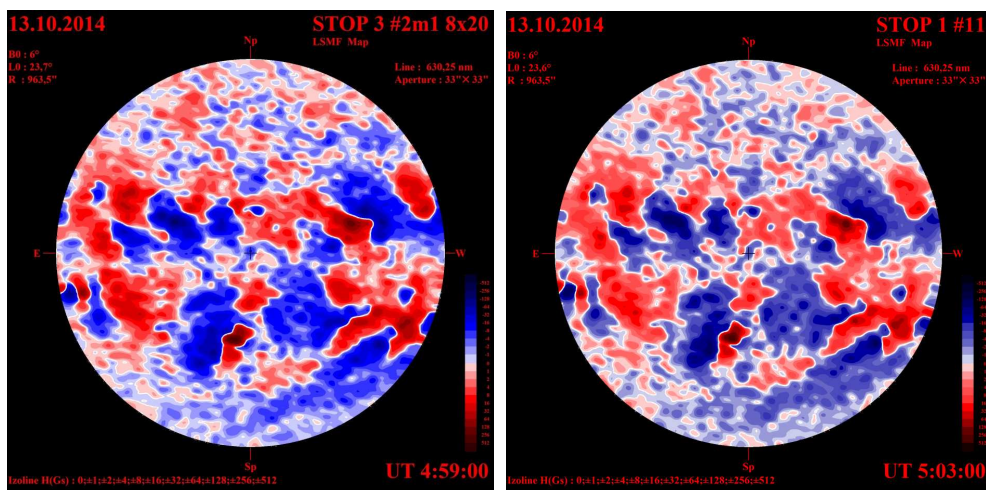 13.10.2014
STOP 3 #2m1 8x20
LSMF Map
Np
B0 : 6°
L0 : 23,7°
R : 963,5"
Line : 630,25 nm
Aperture : 33"× 33"
E
W
Sp
UT 4:59:00
Izoline H(Gs) : 0;±1;±2;±4;±8;±16;±32;±64;±128;±256;±512
13.10.2014
STOP 1 #11
LSMF Map
Np
B0 : 6°
L0 : 23,6°
R : 963,5"
Line : 630,25 nm
Aperture : 33"× 33"
E
W
Sp
UT 5:03:00
Izoline H(Gs) : 0;±1;±2;±4;±8;±16;±32;±64;±128;±256;±512